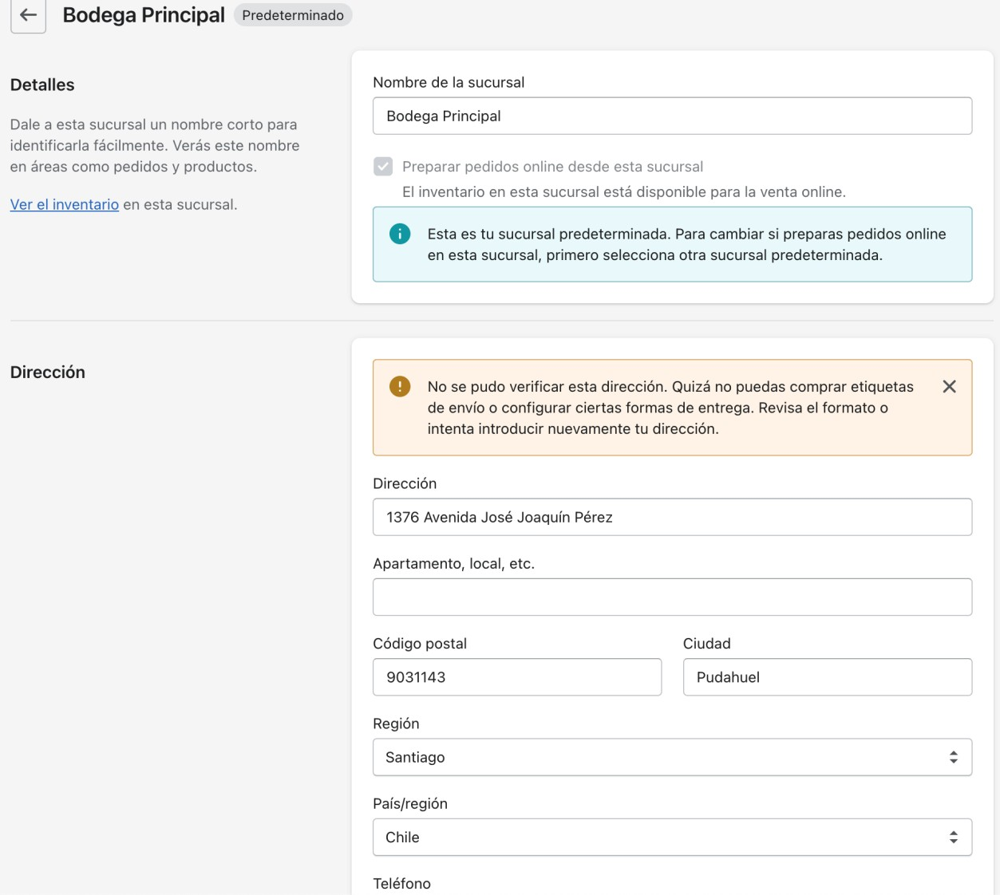 Bodega Principal Predeterminado
Detalles
Dale a esta sucursal un nombre corto para
identificarla fácilmente. Verás este nombre
en áreas como pedidos y productos.
Ver el inventario en esta sucursal.
Nombre de la sucursal
Bodega Principal
Preparar pedidos online desde esta sucursal
El inventario en esta sucursal está disponible para la venta online.
Esta es tu sucursal predeterminada. Para cambiar si preparas pedidos online
en esta sucursal, primero selecciona otra sucursal predeterminada.
Dirección
No se pudo verificar esta dirección. Quizá no puedas comprar etiquetas
de envío o configurar ciertas formas de entrega. Revisa el formato o
intenta introducir nuevamente tu dirección.
Dirección
1376 Avenida José Joaquín Pérez
Apartamento, local, etc.
Código postal
9031143
Ciudad
Pudahuel
Región
Santiago
País/región
Chile
Teléfono